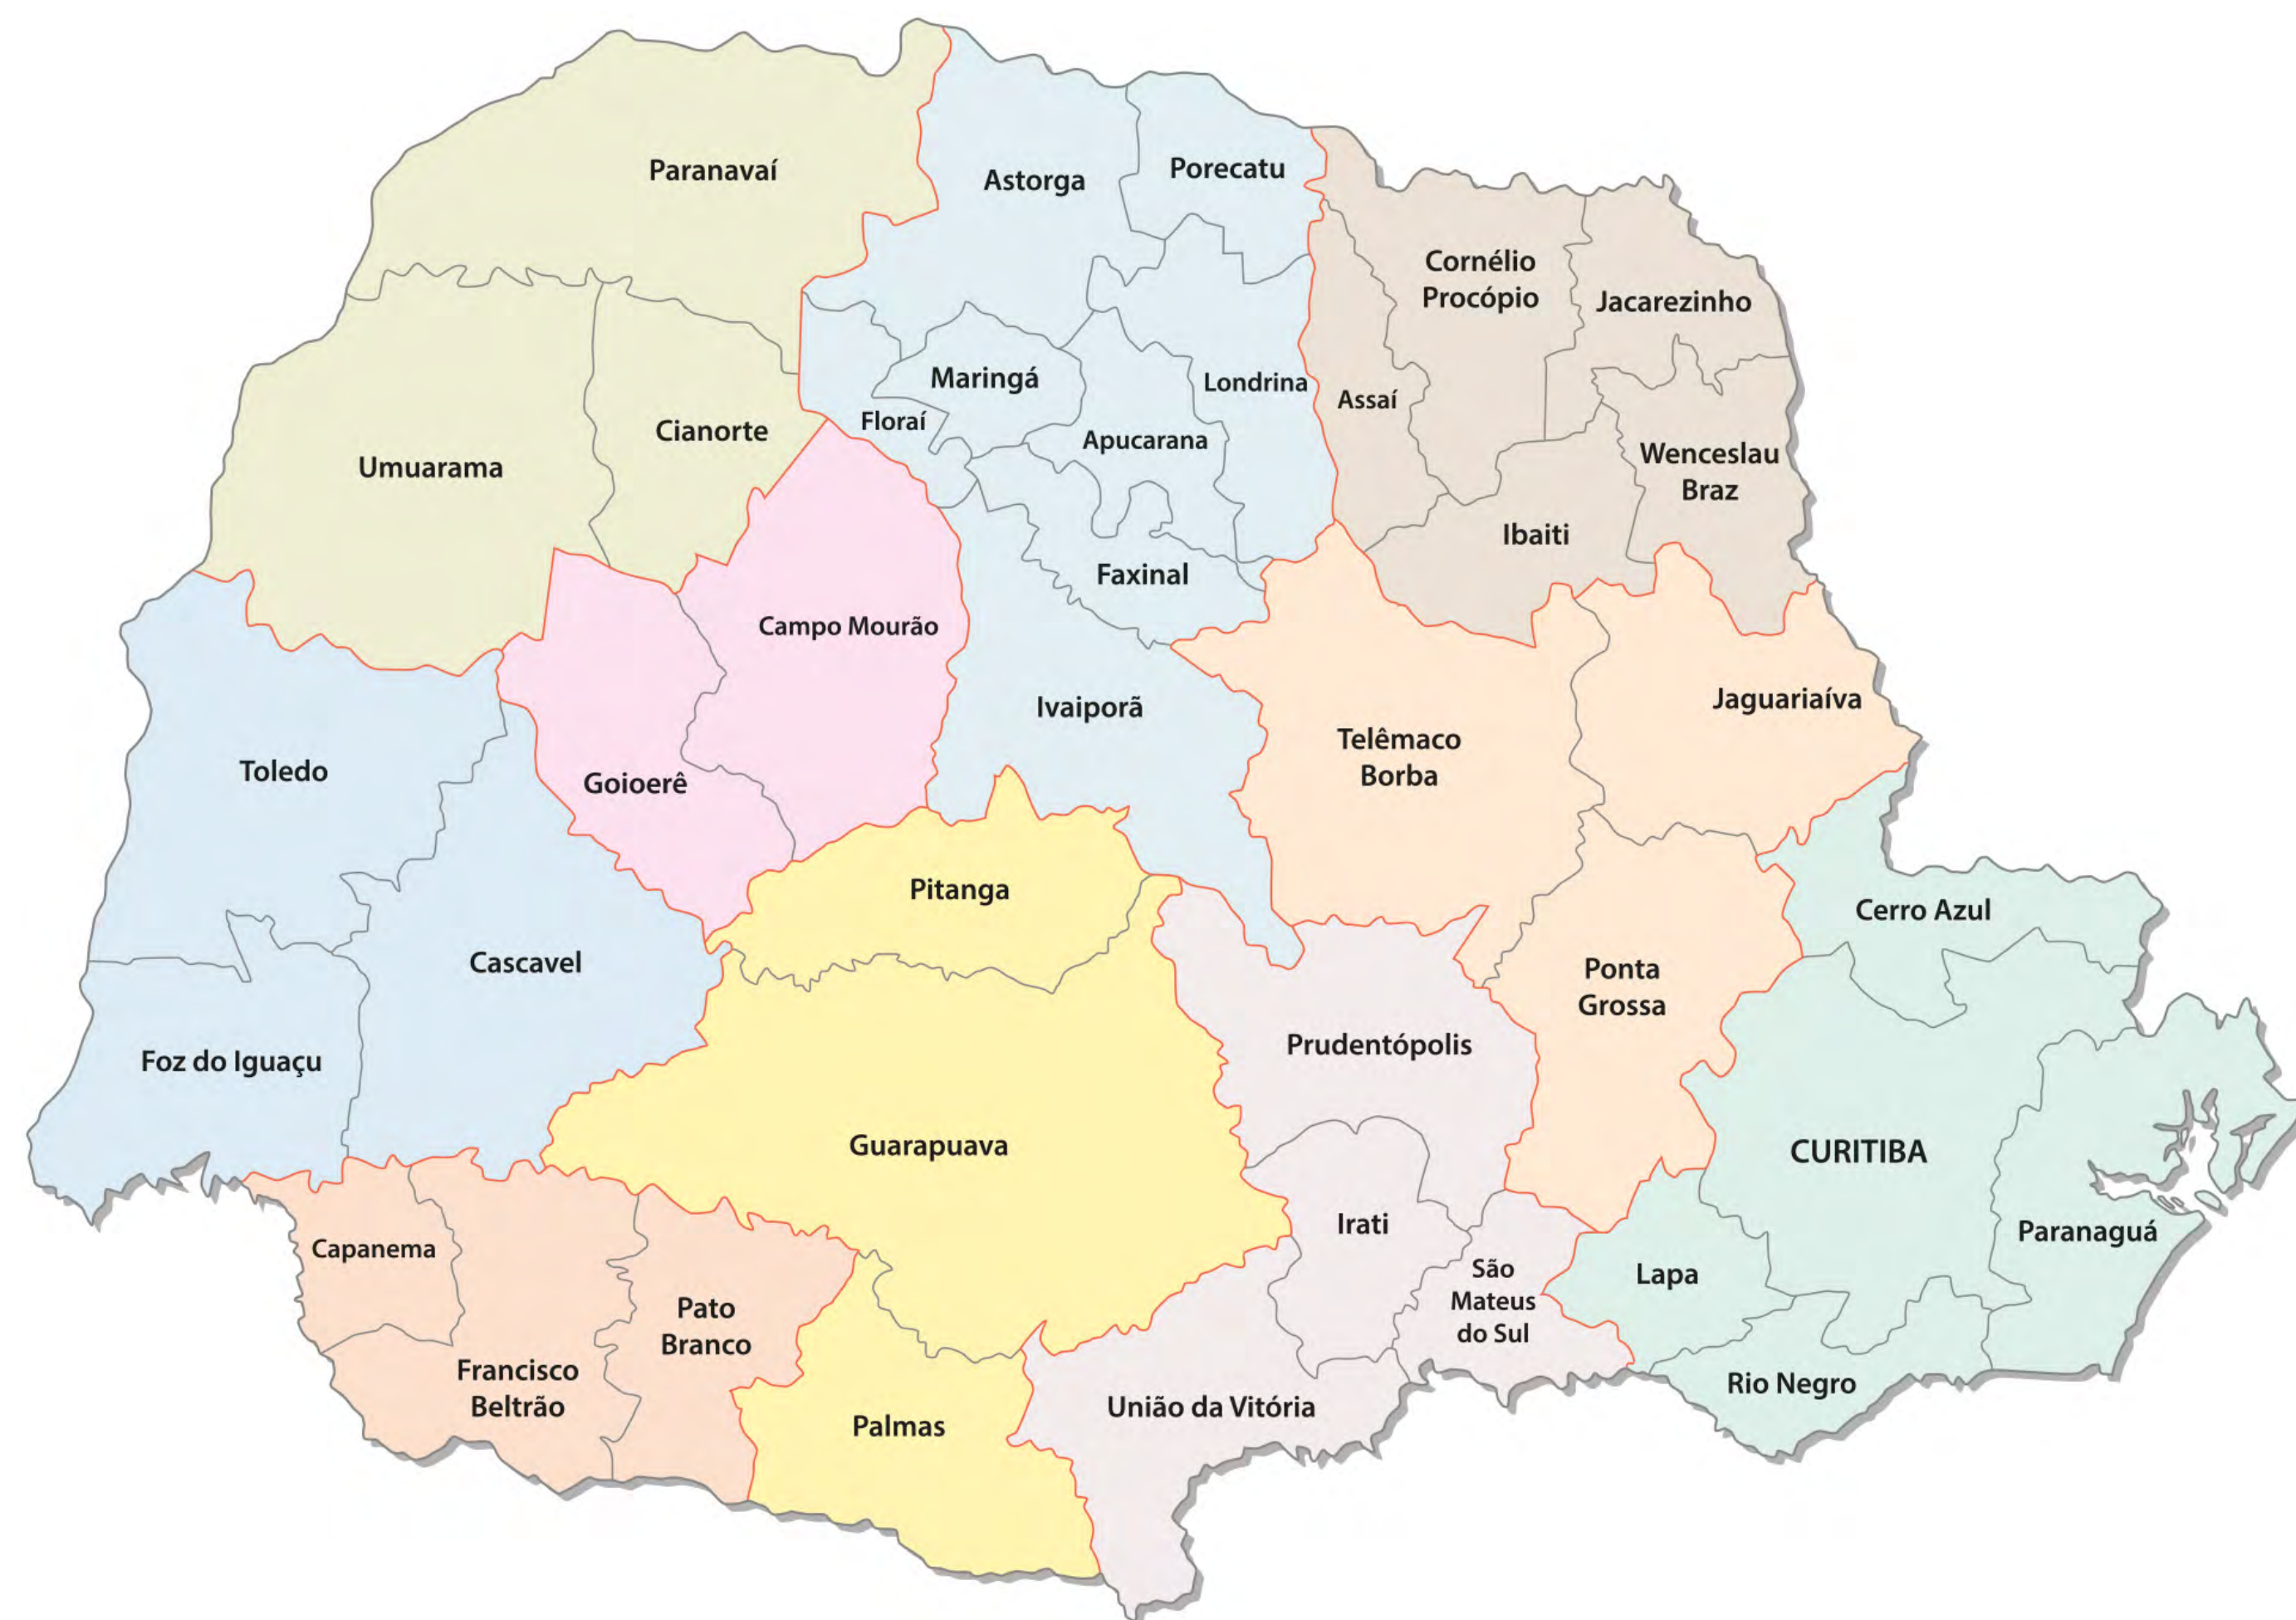 Paranavaí
Astorga
Porecatu
Cornélio
Procópio
Jacarezinho
Maringá
Londrina
Assaí
Floraí
Cianorte
Apucarana
Umuarama
Wenceslau
Braz
Ibaiti
Faxinal
Campo Mourão
Jaguariaíva
Ivaiporã
Telêmaco
Borba
Toledo
Goioerê
Pitanga
Cerro Azul
Cascavel
Ponta
Grossa
Prudentópolis
Foz do Iguaçu
Guarapuava
CURITIBA
Irati
Paranaguá
Capanema
São
Mateus
do Sul
Lapa
Pato
Branco
Francisco
Beltrão
Rio Negro
União da Vitória
Palmas